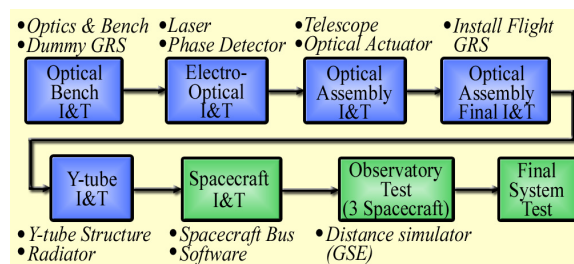 • Optics & Bench
• Dummy GRS
• Laser
• Phase Detector
• Telescope
• Optical Actuator
• Install Flight
GRS
Optical
Bench
I&T
Electro-
Optical
I&T
Optical
Assembly
I&T
Optical
Assembly
Final I&T
Y-tube
I&T
Spacecraft
I&T
Observatory
Test
(3 Spacecraft)
Final
System
Test
• Y-tube Structure
• Radiator
• Spacecraft Bus
• Software
• Distance simulator
(GSE)